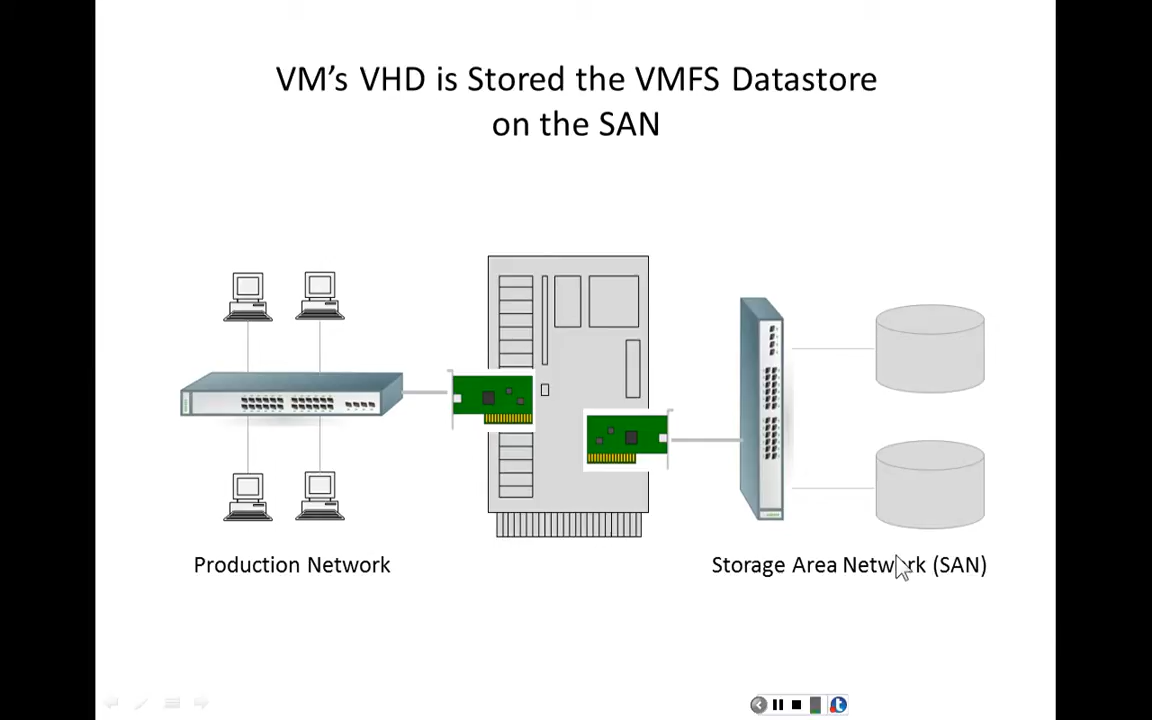 VM's VHD is Stored the VMFS Datastore
on the SAN
Production Network
Storage Area Network (SAN)